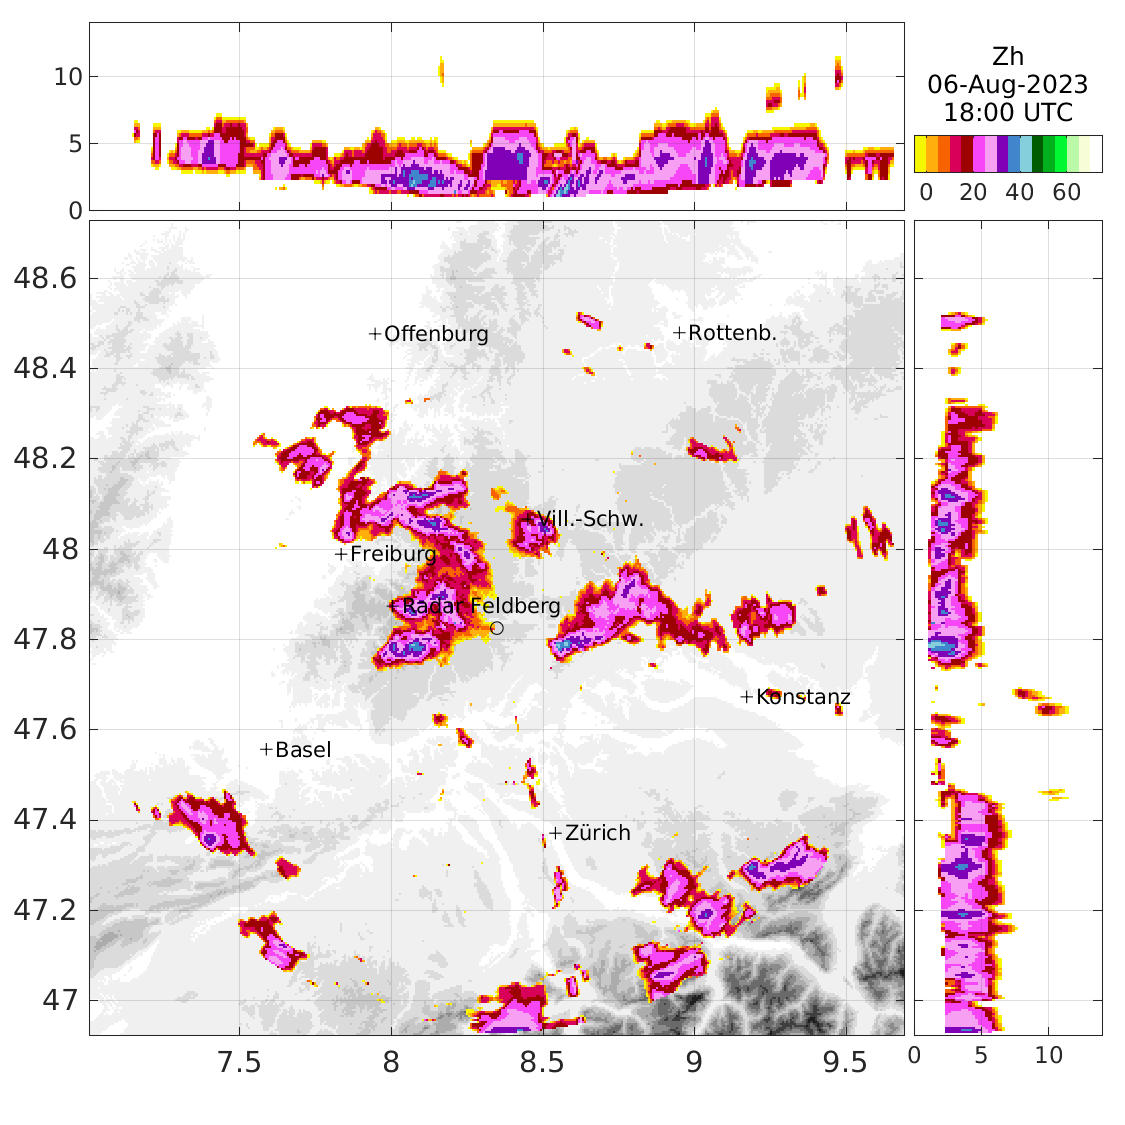 10
5
0
Zh
06-Aug-2023
18:00 UTC
0 20 40 60
48.6
48.4
48.2
48
47.8
47.6
47.4
47.2
47
Offenburg
Rottenb.
Vill.-Schw.
Freiburg
Radar Feldberg
Konstanz
Basel
Zürich
7.5 8 8.5 9 9.5
0 5 10